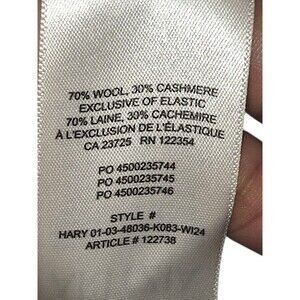 70% WOOL, 30% CASHMERE
EXCLUSIVE OF ELASTIC
70% LAINE, 30% CACHEMIRE
À L'EXCLUSION DE L'ÉLASTIQUE
CA 23725 RN 122354
PO 4500235744
PO 4500235745
PO 4500235746
STYLE #
HARY 01-03-48036-K083-WI24
ARTICLE # 122738